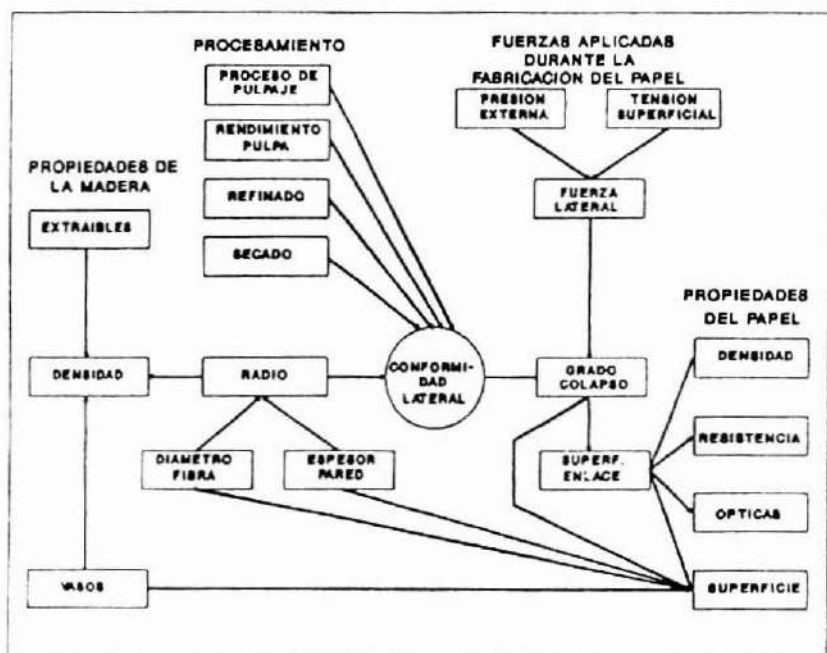 PROCESAMIENTO
PROCESO DE
PULPAJE
RENDIMIENTO
PULPA
REFINADO
SECADO
FUERZAS APLICADAS
DURANTE LA
FABRICACIÓN DEL PAPEL
PRESION
EXTERNA
TENSION
SUPERFICIAL
FUERZA
LATERAL
PROPIEDADES DE
LA MADERA
EXTRAIBLES
DENSIDAD
RADIO
CONFORMI-
DAD
LATERAL
GRADO
COLAPSO
DIAMETRO
FIBRA
ESPESOR
PARED
SUPERF.
ENLACE
VASOS
PROPIEDADES
DEL PAPEL
DENSIDAD
RESISTENCIA
OPTICAS
SUPERFICIE